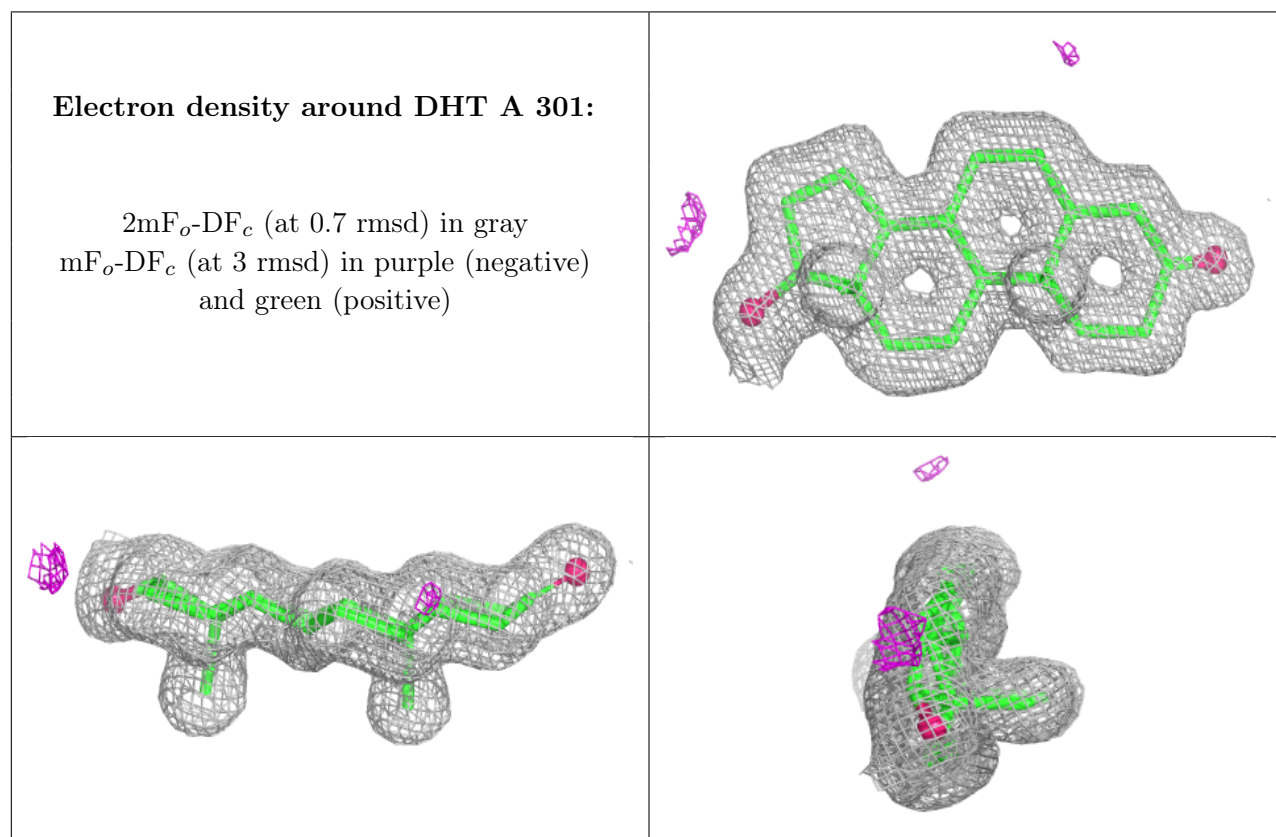 Electron density around DHT A 301:
2mFo-DFc (at 0.7 rmsd) in gray
mFo-DFc (at 3 rmsd) in purple (negative)
and green (positive)